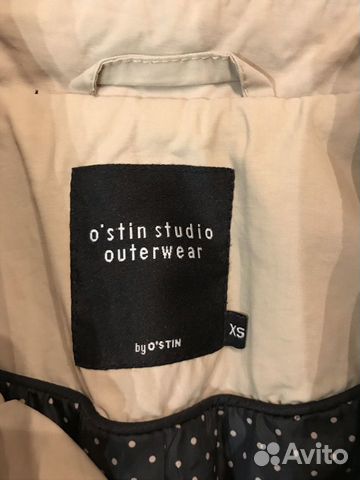 o'stin studio
outerwear
by O'STIN
XS
Avito